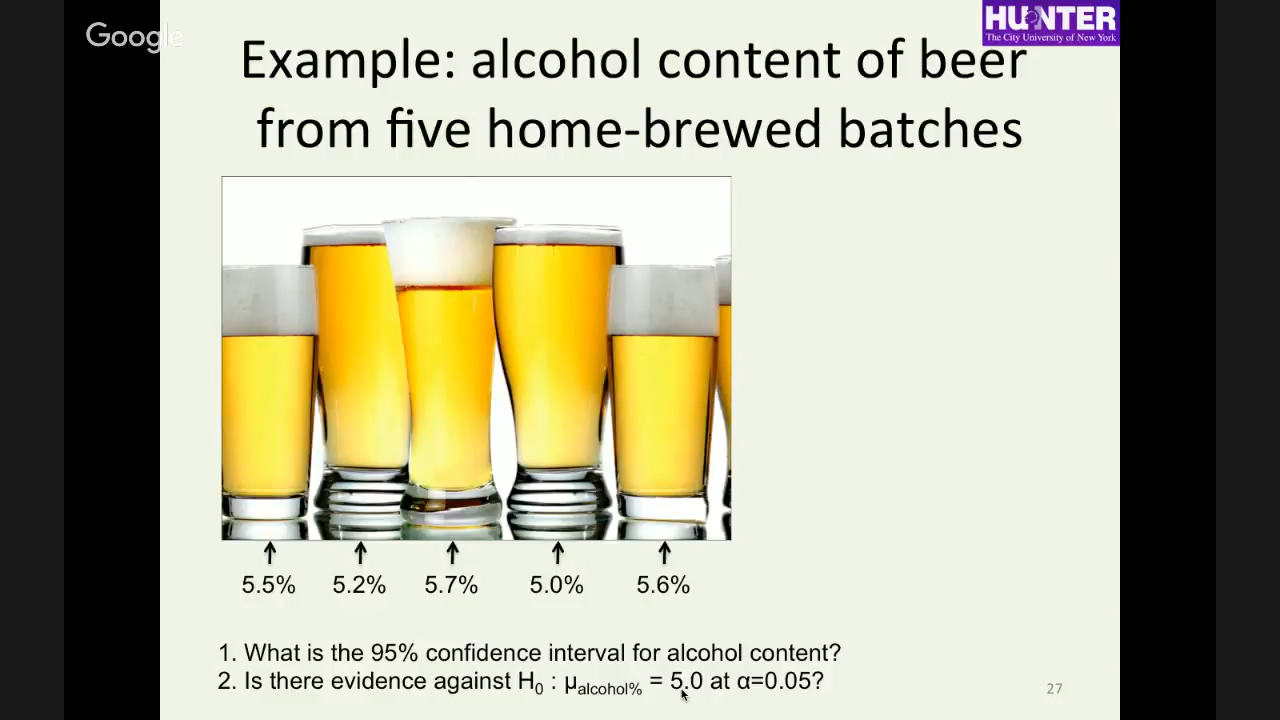 Google
HUNTER
The City University of New York
Example: alcohol content of beer
from five home-brewed batches
5.5% 5.2% 5.7% 5.0% 5.6%
1. What is the 95% confidence interval for alcohol content?
2. Is there evidence against H₀ : μalcohol% = 5.0 at α=0.05?
27